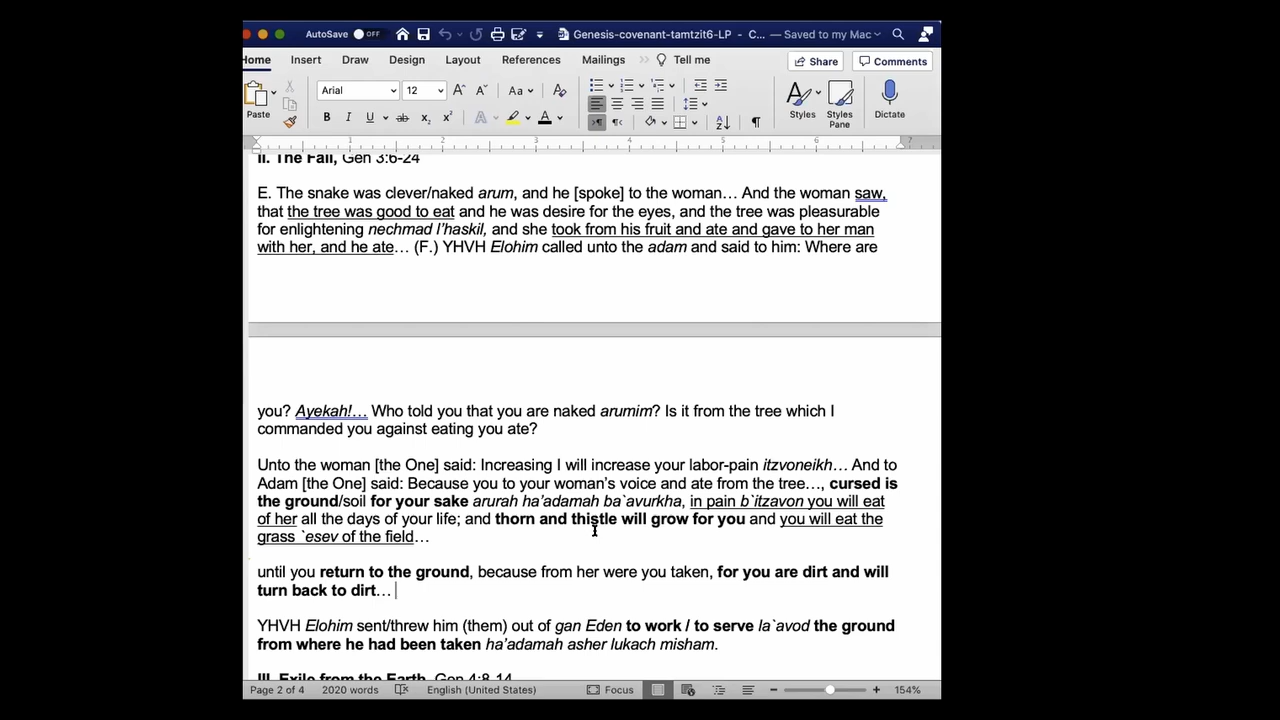 AutoSave OFF Genesis-covenant-tamtzit6-LP - C... — Saved to my Mac
Home Insert Draw Design Layout References Mailings Tell me Share Comments
Paste Arial 12 Aa Styles Styles Pane Dictate
B I U ab x₂ x² A A
1 2 3 4 5 6 7
II. The Fall, Gen 3:6-24
E. The snake was clever/naked arum, and he [spoke] to the woman… And the woman saw,
that the tree was good to eat and he was desire for the eyes, and the tree was pleasurable
for enlightening nechmad l’haskil, and she took from his fruit and ate and gave to her man
with her, and he ate… (F.) YHVH Elohim called unto the adam and said to him: Where are
you? Ayekah!… Who told you that you are naked arumim? Is it from the tree which I
commanded you against eating you ate?
Unto the woman [the One] said: Increasing I will increase your labor-pain itzvoneikh… And to
Adam [the One] said: Because you to your woman’s voice and ate from the tree…, cursed is
the ground/soil for your sake arurah ha’adamah ba`avurkha, in pain b`itzavon you will eat
of her all the days of your life; and thorn and thistle will grow for you and you will eat the
grass `esev of the field…
until you return to the ground, because from her were you taken, for you are dirt and will
turn back to dirt…
YHVH Elohim sent/threw him (them) out of gan Eden to work / to serve la`avod the ground
from where he had been taken ha’adamah asher lukach misham.
III. Exile from the Earth, Gen 4:8-14
Page 2 of 4 2020 words English (United States) Focus 154%